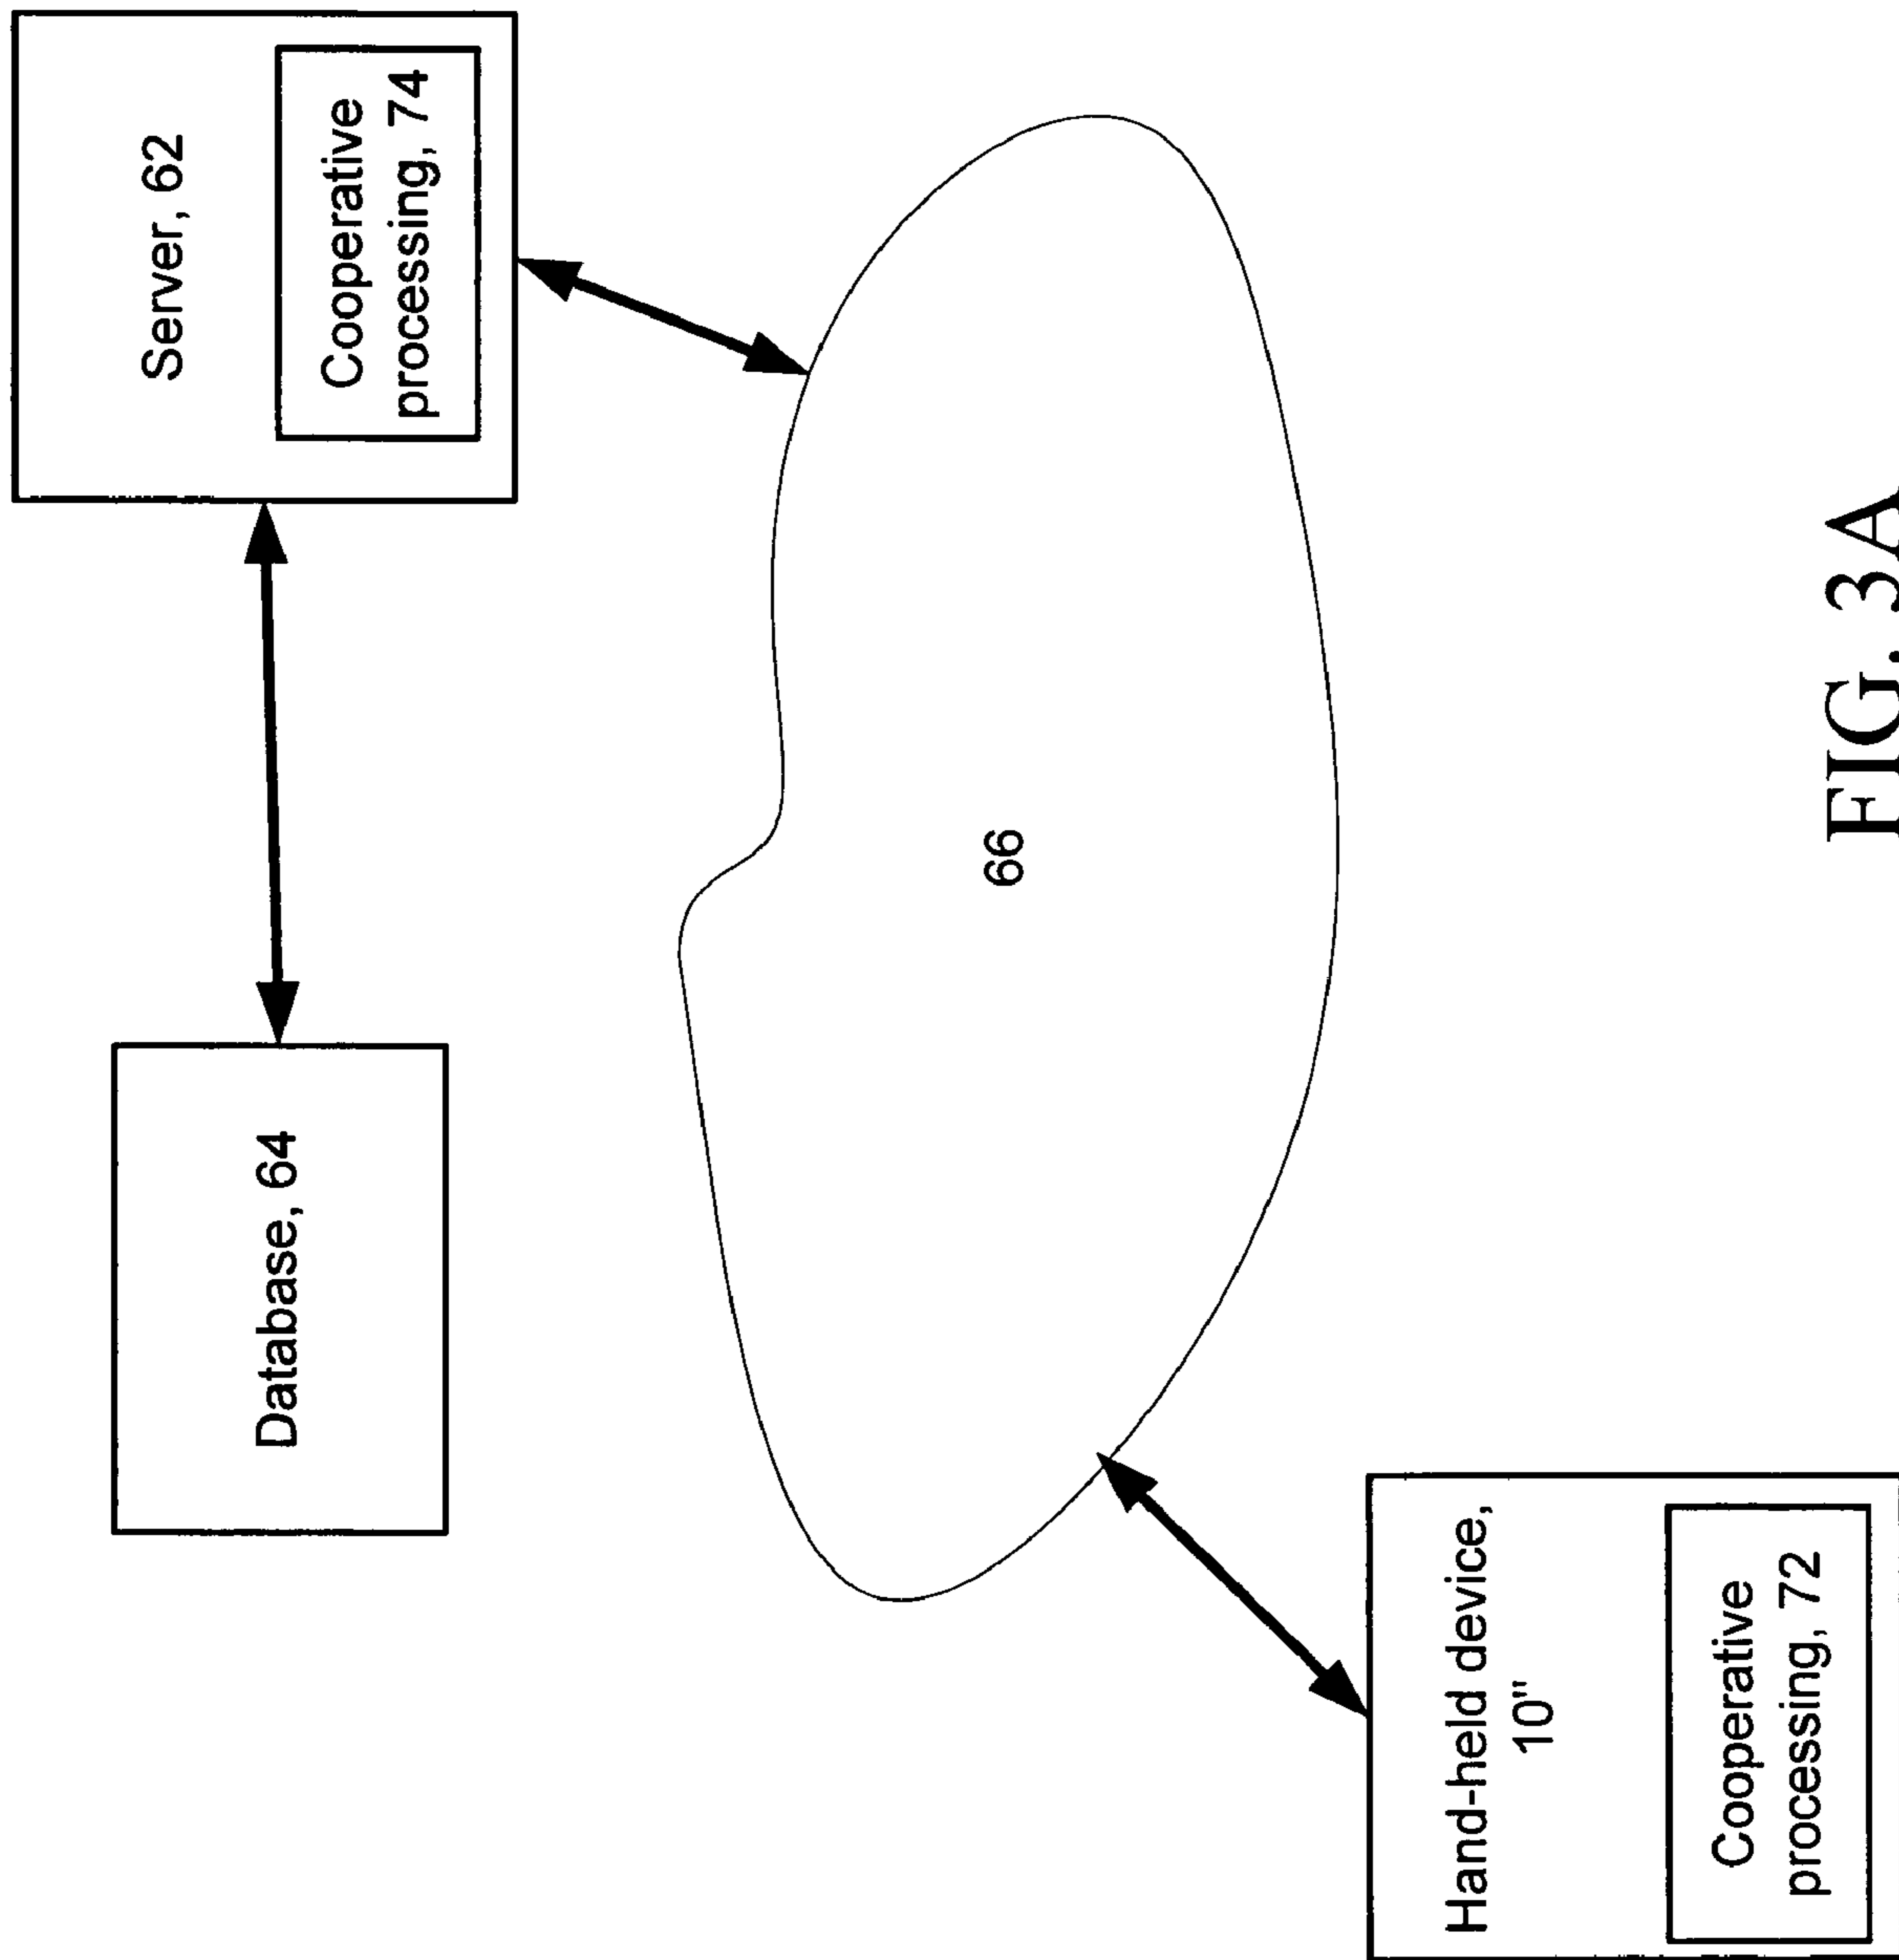 Database, 64
Server, 62
Cooperative
processing, 74
66
Hand-held device,
10"
Cooperative
processing, 72
FIG. 3A